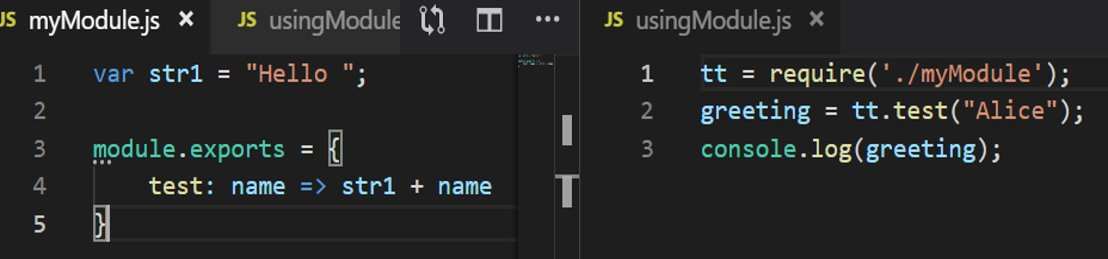 JS myModule.js × JS usingModule ...
1 var str1 = "Hello ";
2
3 module.exports = {
4 test: name => str1 + name
5 }
JS usingModule.js ×
1 tt = require('./myModule');
2 greeting = tt.test("Alice");
3 console.log(greeting);